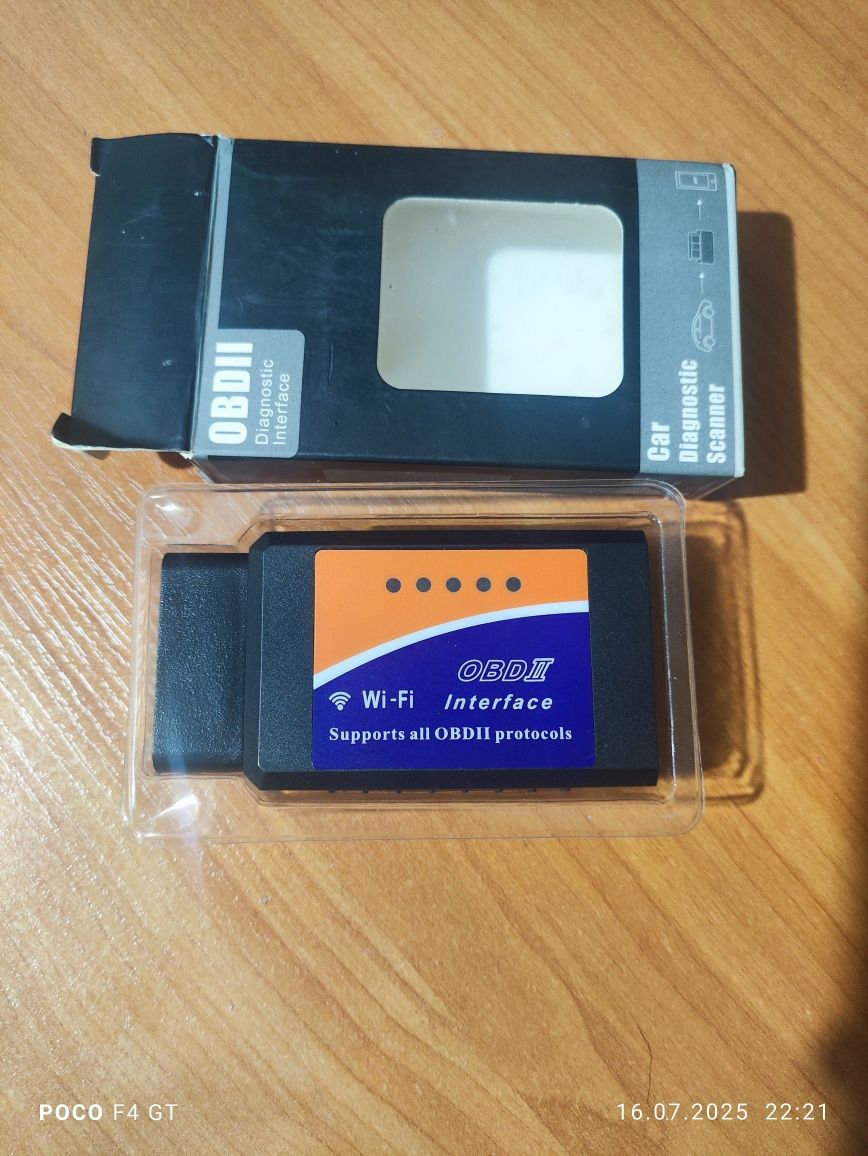 OBDII
Diagnostic
Interface
Car
Diagnostic
Scanner
OBDII
Wi-Fi Interface
Supports all OBDII protocols
POCO F4 GT
16.07.2025 22:21